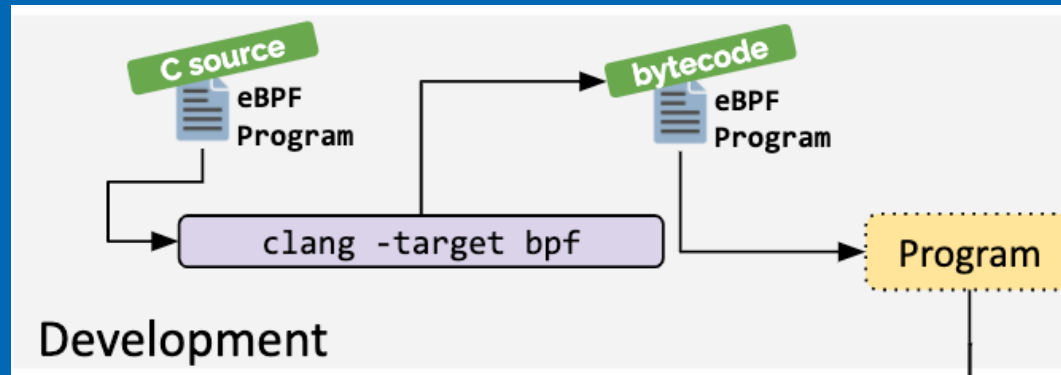 C source
eBPF
Program
bytecode
eBPF
Program
clang -target bpf
Program
Development